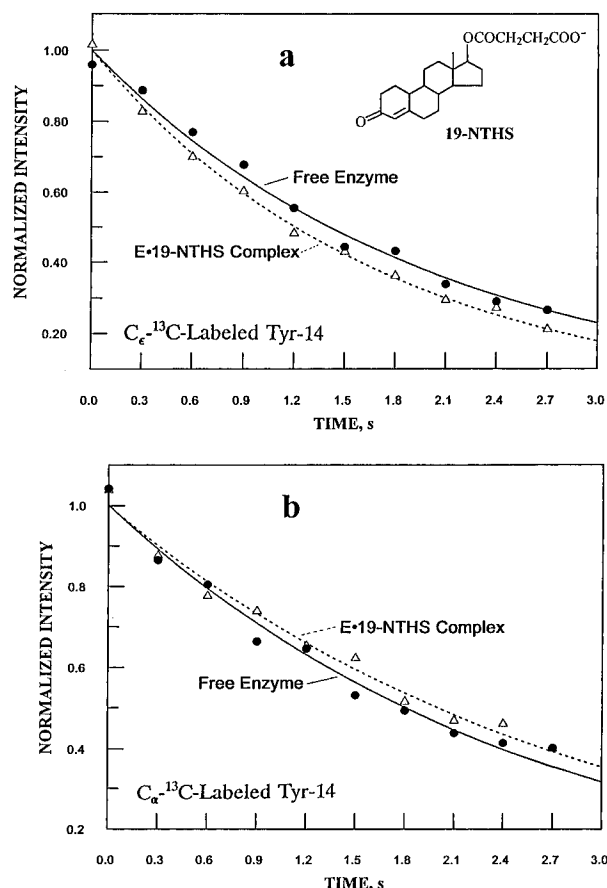 a
OCOCH₂CH₂COO⁻
O
19-NTHS
Free Enzyme
E•19-NTHS Complex
Cε-¹³C-Labeled Tyr-14
NORMALIZED INTENSITY
1.00
0.80
0.60
0.40
0.20
0.0 0.3 0.6 0.9 1.2 1.5 1.8 2.1 2.4 2.7 3.0
TIME, s
b
E•19-NTHS Complex
Free Enzyme
Cα-¹³C-Labeled Tyr-14
NORMALIZED INTENSITY
1.0
0.8
0.6
0.4
0.2
0.0 0.3 0.6 0.9 1.2 1.5 1.8 2.1 2.4 2.7 3.0
TIME, s